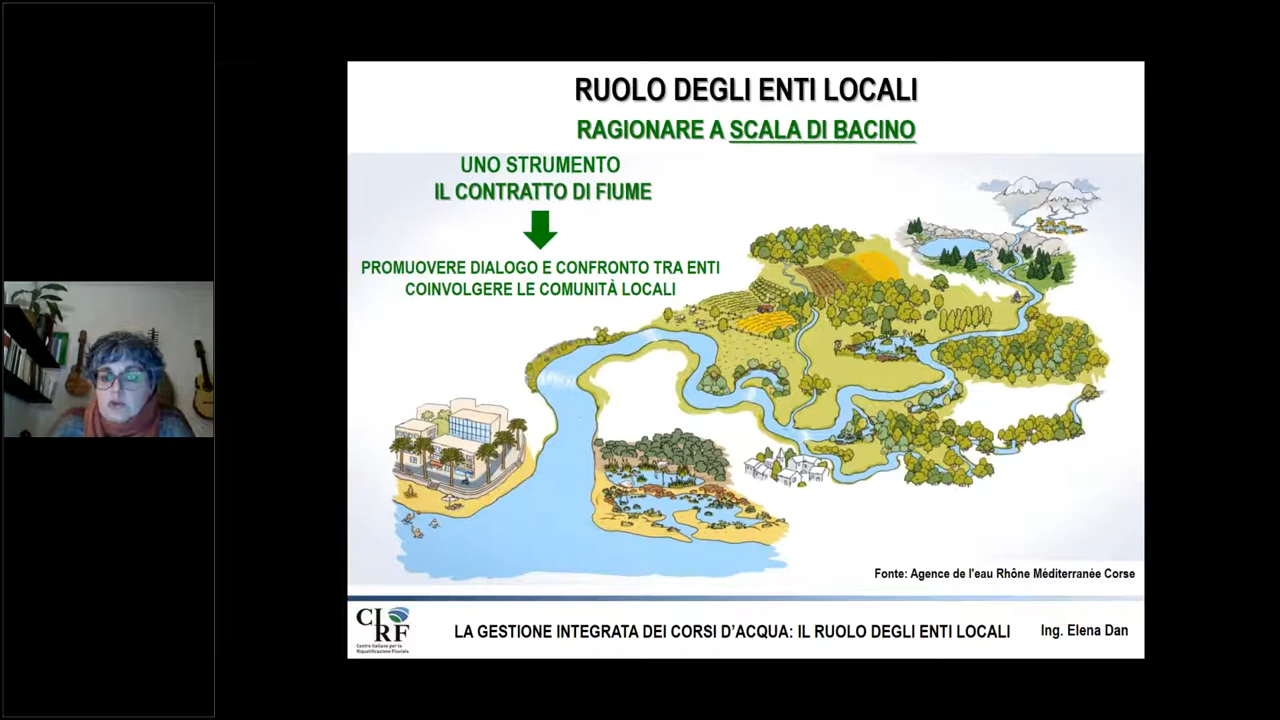 RUOLO DEGLI ENTI LOCALI
RAGIONARE A SCALA DI BACINO
UNO STRUMENTO
IL CONTRATTO DI FIUME
PROMUOVERE DIALOGO E CONFRONTO TRA ENTI
COINVOLGERE LE COMUNITÀ LOCALI
Fonte: Agence de l'eau Rhône Méditerranée Corse
CIRF
Centro Italiano per la
Riqualificazione Fluviale
LA GESTIONE INTEGRATA DEI CORSI D'ACQUA: IL RUOLO DEGLI ENTI LOCALI
Ing. Elena Dan